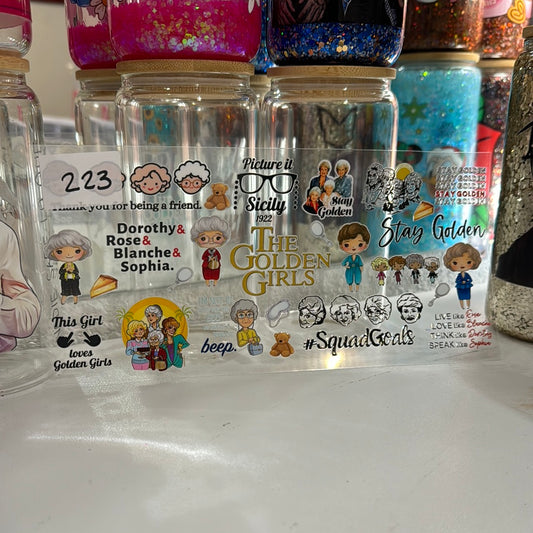 223
Thank you for being a friend.
Dorothy&
Rose&
Blanche&
Sophia.
Picture it
Sicily
1922
Stay
Golden
THE
GOLDEN
GIRLS
STAY GOLDEN
STAY GOLDEN
STAY GOLDEN
STAY GOLDEN
Stay Golden
This Girl
loves
Golden Girls
beep.
#SquadGoals
LIVE like Rose
LOVE like Blanche
THINK like Dorothy
SPEAK like Sophia